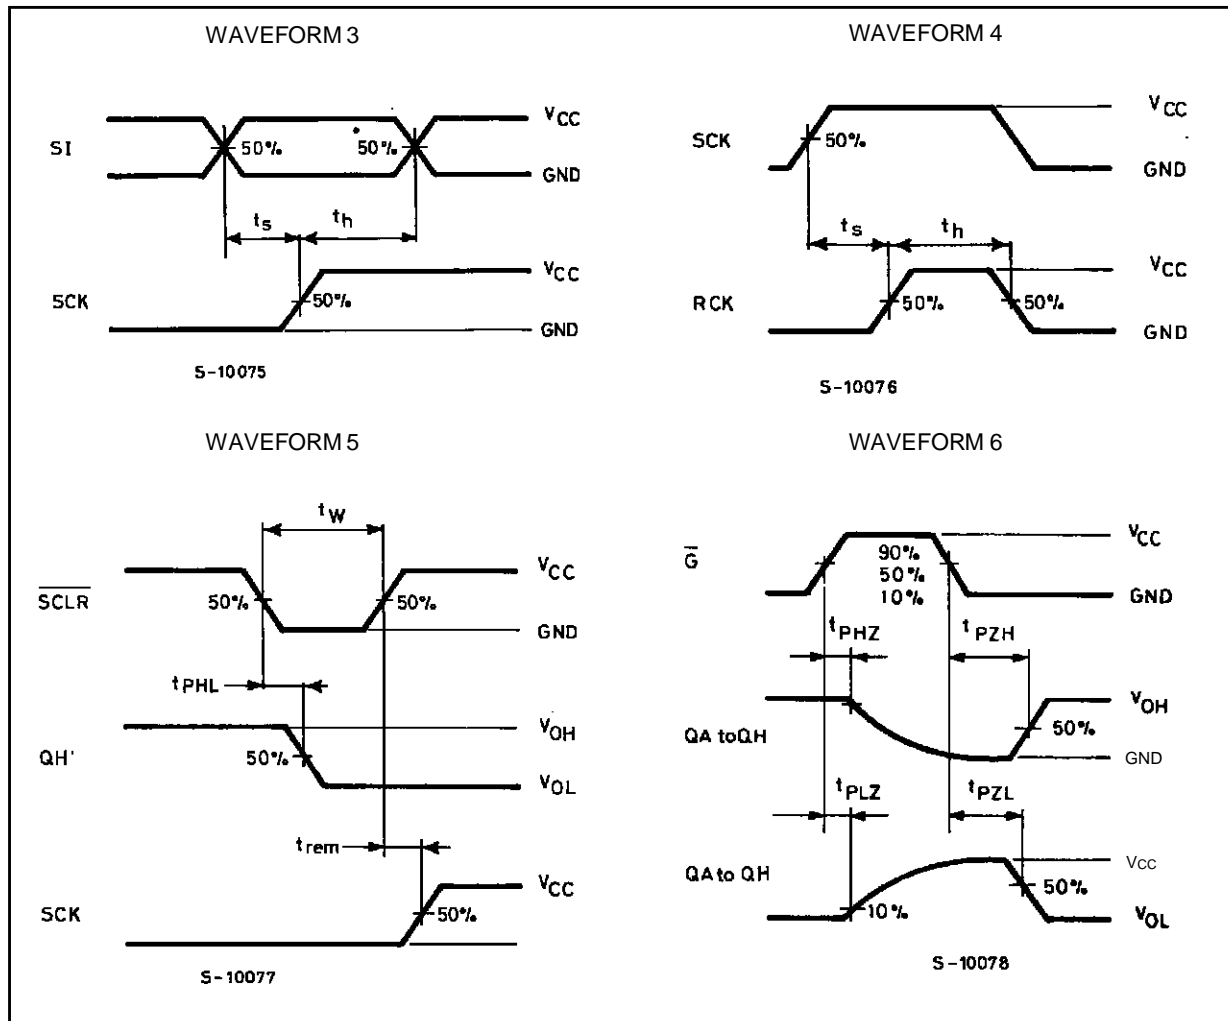 WAVEFORM 3
SI
50%
50%
VCC
GND
ts
th
SCK
50%
VCC
GND
S-10075
WAVEFORM 4
SCK
50%
VCC
GND
ts
th
RCK
50%
50%
VCC
GND
S-10076
WAVEFORM 5
tW
SCLR
50%
50%
VCC
GND
tPHL
QH'
50%
VOH
VOL
trem
SCK
50%
VCC
S-10077
WAVEFORM 6
G
90%
50%
10%
VCC
GND
tPHZ
tPZH
QA to QH
50%
VOH
GND
tPLZ
tPZL
QA to QH
10%
50%
VCC
VOL
S-10078